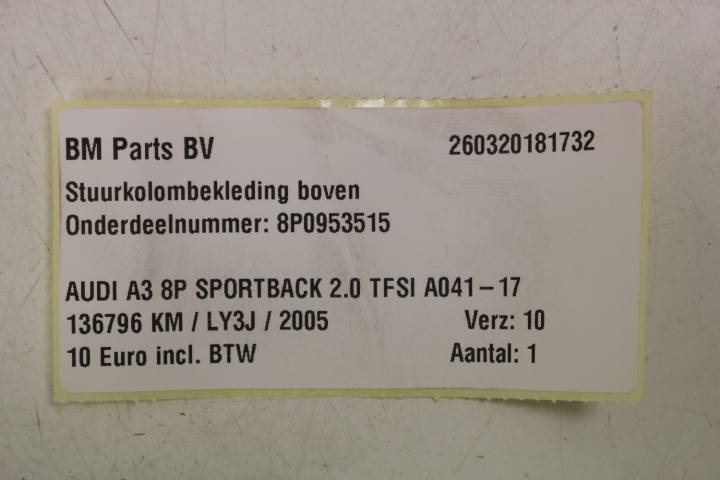 BM Parts BV 260320181732
Stuurkolombekleding boven
Onderdeelnummer: 8P0953515
AUDI A3 8P SPORTBACK 2.0 TFSI A041-17
136796 KM / LY3J / 2005 Verz: 10
10 Euro incl. BTW Aantal: 1